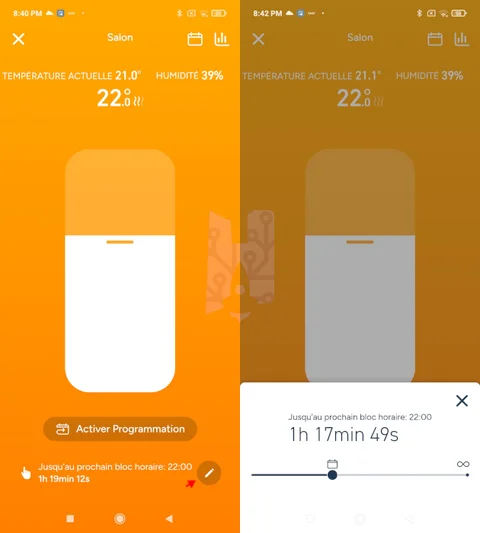 8:40 PM
Salon
TEMPÉRATURE ACTUELLE 21.0° HUMIDITÉ 39%
22.0°
Activer Programmation
Jusqu'au prochain bloc horaire: 22:00
1h 19min 12s
8:42 PM
Salon
TEMPÉRATURE ACTUELLE 21.1° HUMIDITÉ 39%
22.0°
Jusqu'au prochain bloc horaire: 22:00
1h 17min 49s